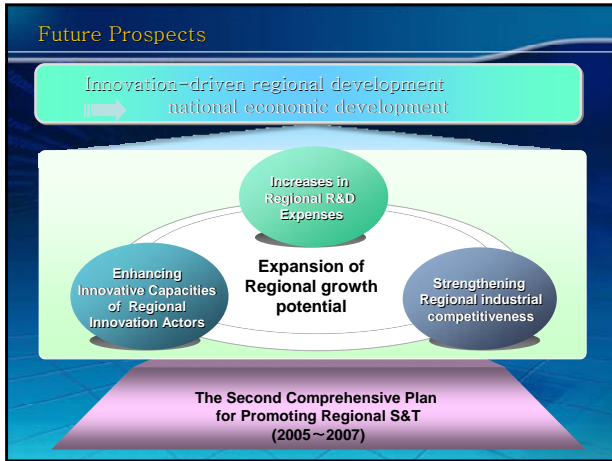 Future Prospects
Innovation-driven regional development
national economic development
Increases in
Regional R&D
Expenses
Enhancing
Innovative Capacities
of Regional
Innovation Actors
Expansion of
Regional growth
potential
Strengthening
Regional industrial
competitiveness
The Second Comprehensive Plan
for Promoting Regional S&T
(2005~2007)